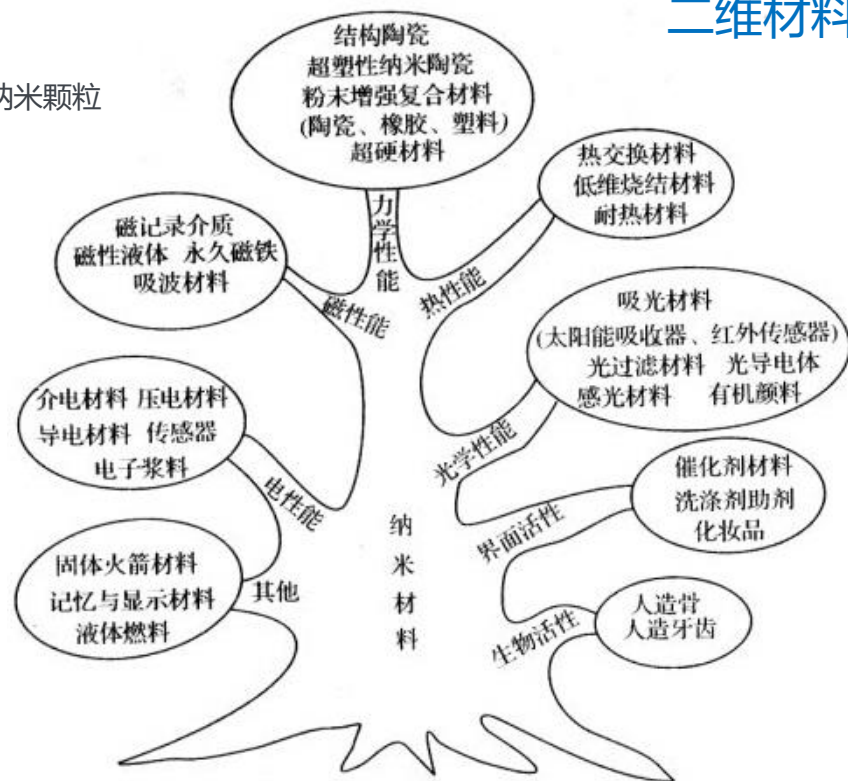 二维材料
纳米颗粒
结构陶瓷
超塑性纳米陶瓷
粉末增强复合材料
(陶瓷、橡胶、塑料)
超硬材料
力学性能
热交换材料
低维烧结材料
耐热材料
热性能
磁记录介质
磁性液体 永久磁铁
吸波材料
磁性能
吸光材料
(太阳能吸收器、红外传感器)
光过滤材料 光导电体
感光材料 有机颜料
光学性能
介电材料 压电材料
导电材料 传感器
电子浆料
电性能
催化剂材料
洗涤剂助剂
化妆品
界面活性
固体火箭材料
记忆与显示材料
液体燃料
其他
人造骨
人造牙齿
生物活性
纳米材料